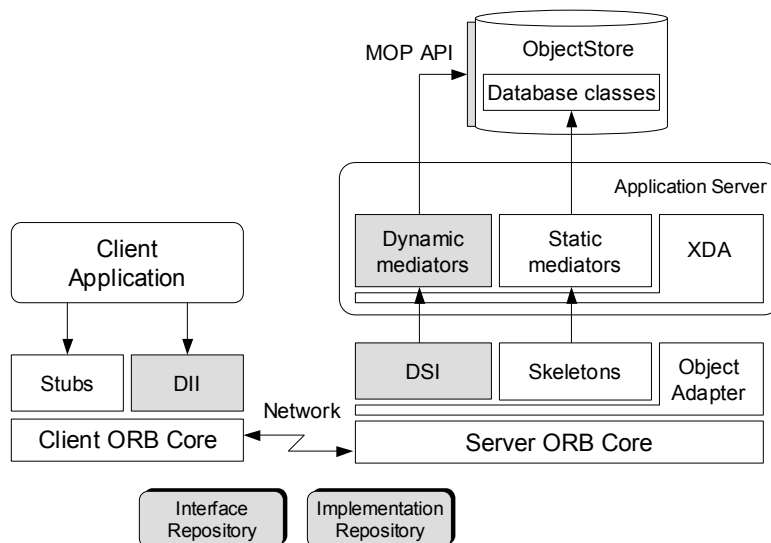 ObjectStore
MOP API
Database classes
Application Server
Client
Application
Dynamic
mediators
Static
mediators
XDA
Stubs
DII
DSI
Skeletons
Object
Adapter
Network
Client ORB Core
Server ORB Core
Interface
Repository
Implementation
Repository